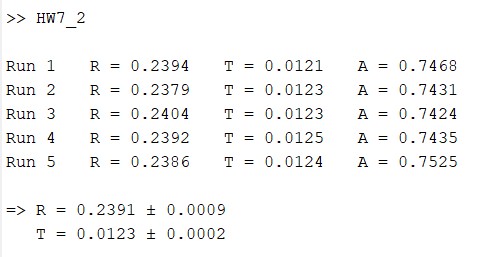 >> HW7_2
Run 1 R = 0.2394 T = 0.0121 A = 0.7468
Run 2 R = 0.2379 T = 0.0123 A = 0.7431
Run 3 R = 0.2404 T = 0.0123 A = 0.7424
Run 4 R = 0.2392 T = 0.0125 A = 0.7435
Run 5 R = 0.2386 T = 0.0124 A = 0.7525
=> R = 0.2391 ± 0.0009
T = 0.0123 ± 0.0002